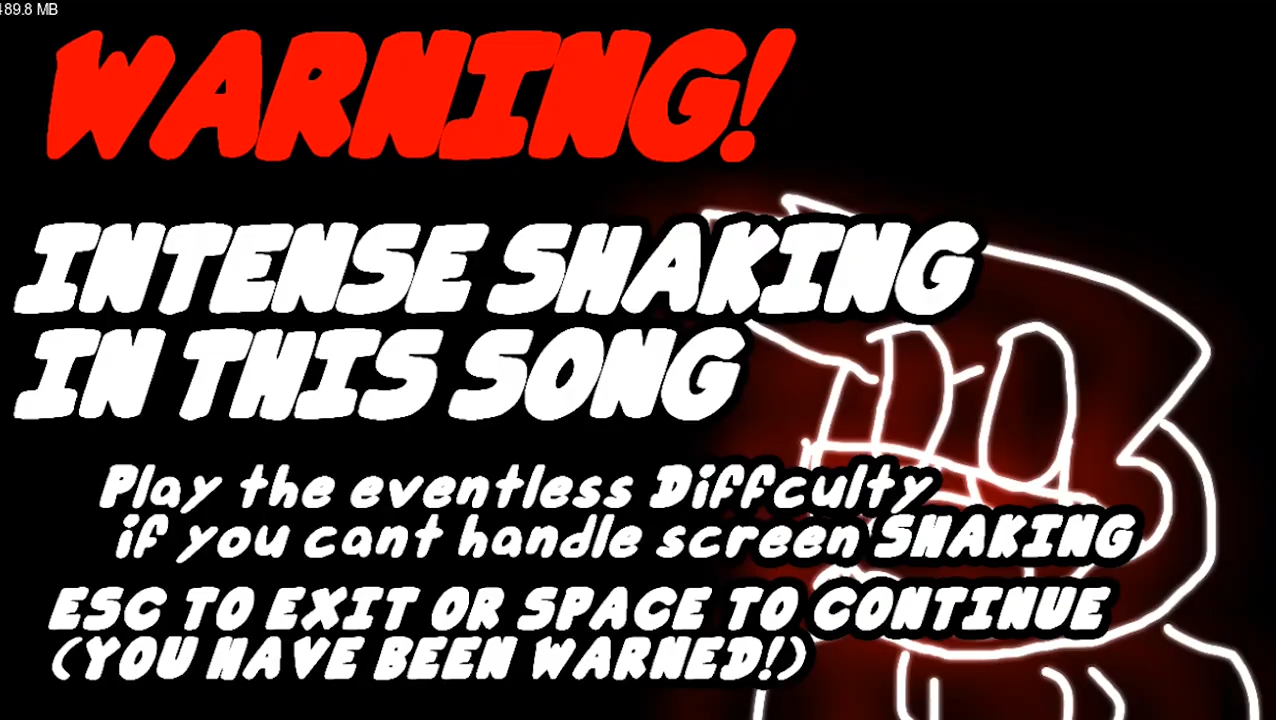 489.8 MB
WARNING!
INTENSE SHAKING
IN THIS SONG
Play the eventless Diffculty
if you cant handle screen SHAKING
ESC TO EXIT OR SPACE TO CONTINUE
(YOU HAVE BEEN WARNED!)